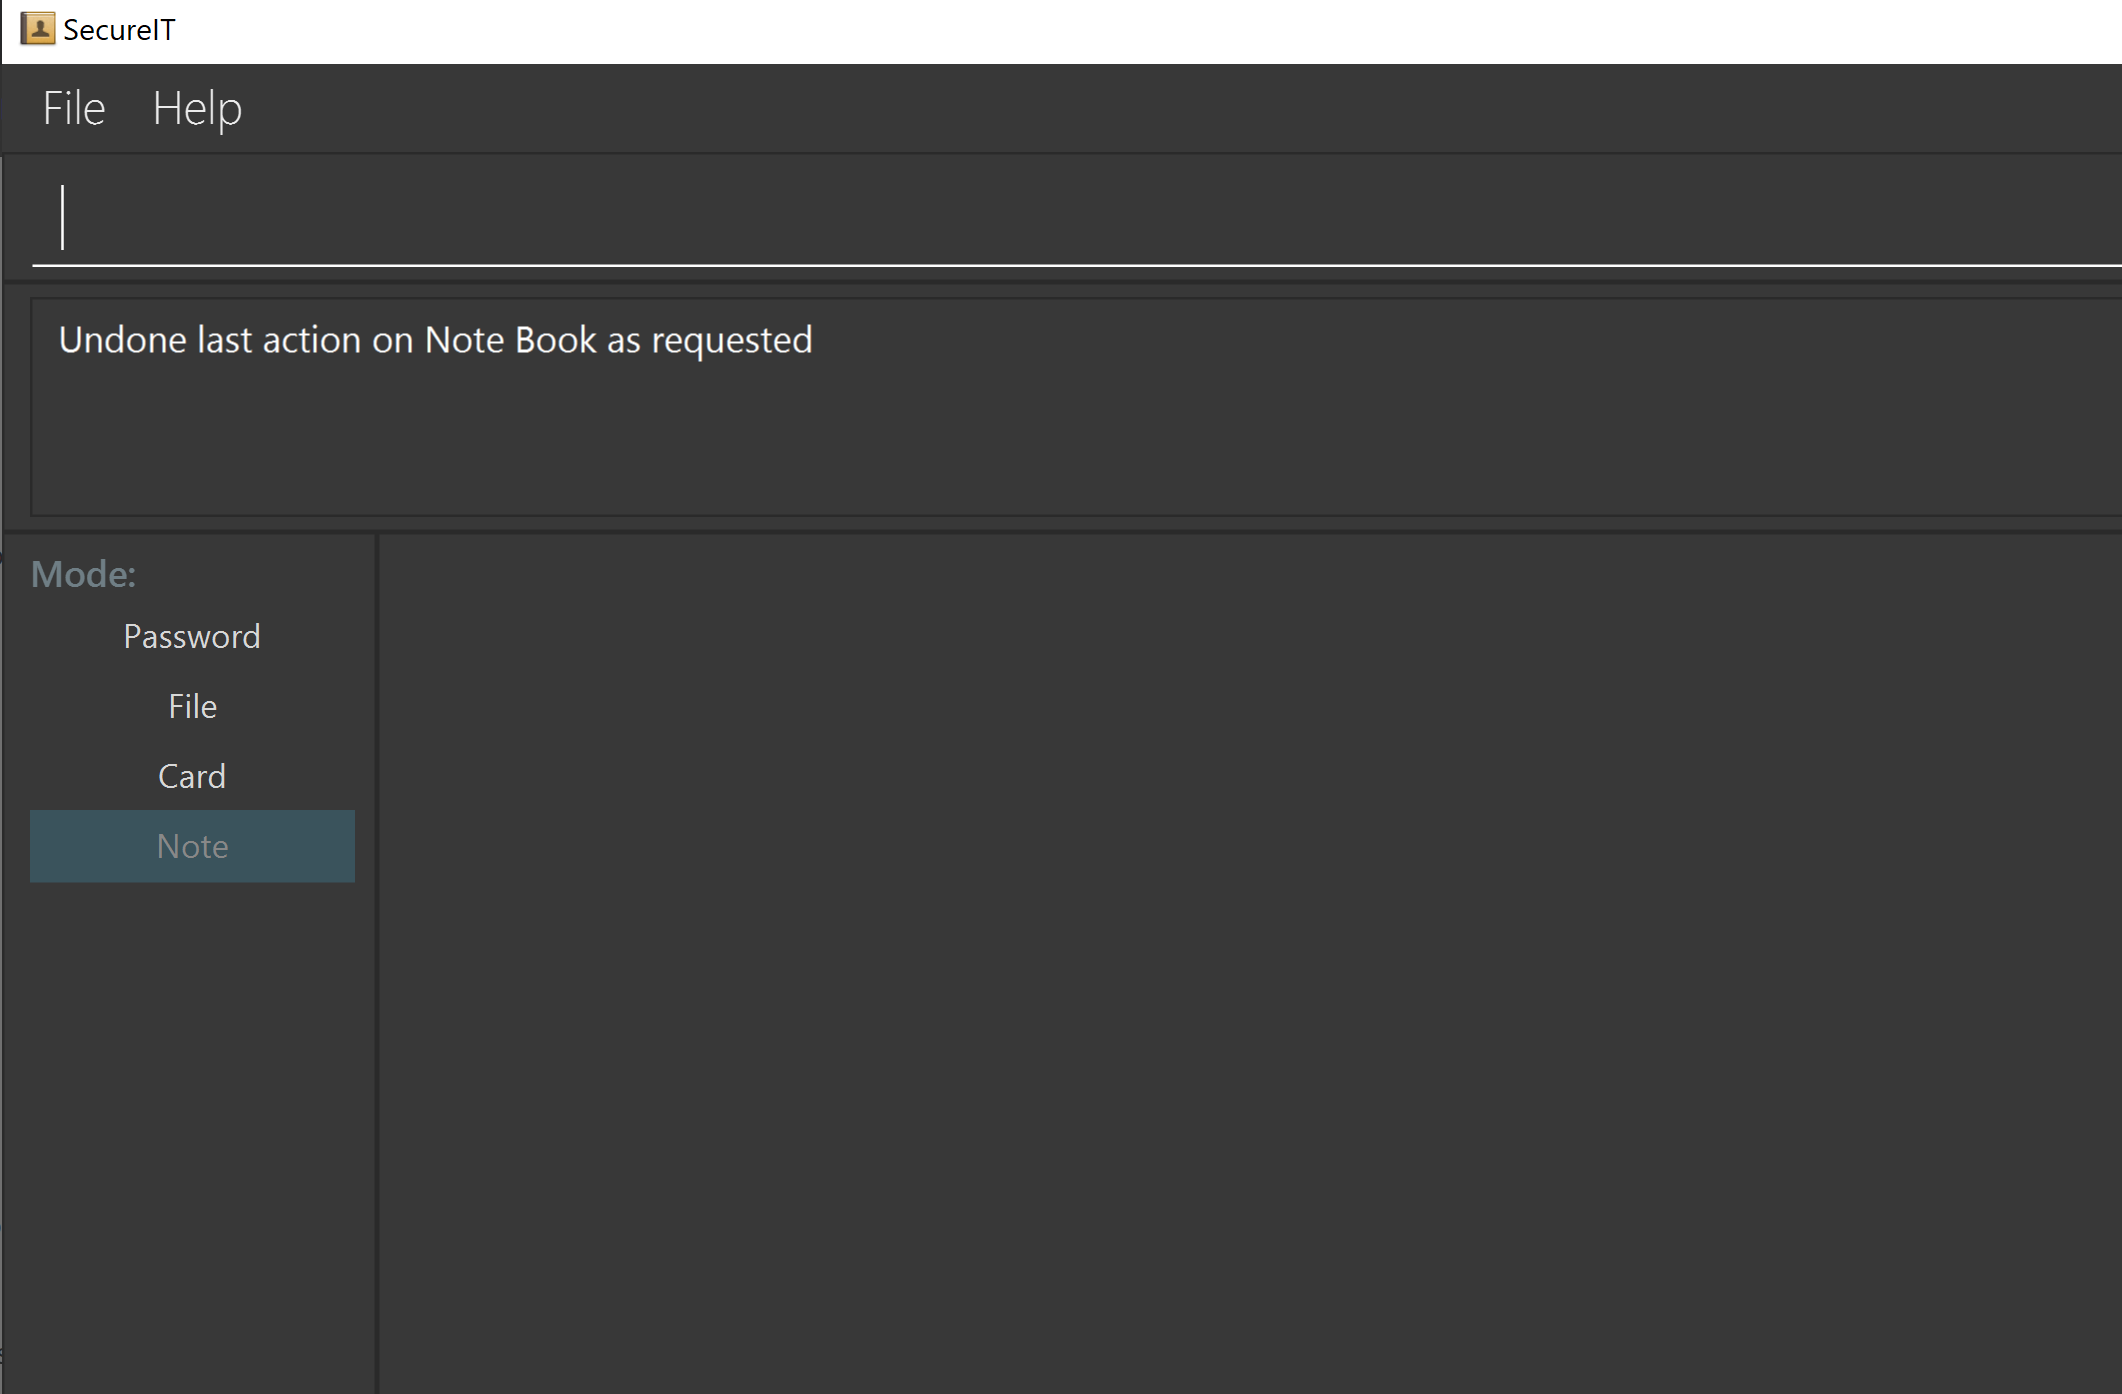 SecureIT
File Help
Undone last action on Note Book as requested
Mode:
Password
File
Card
Note